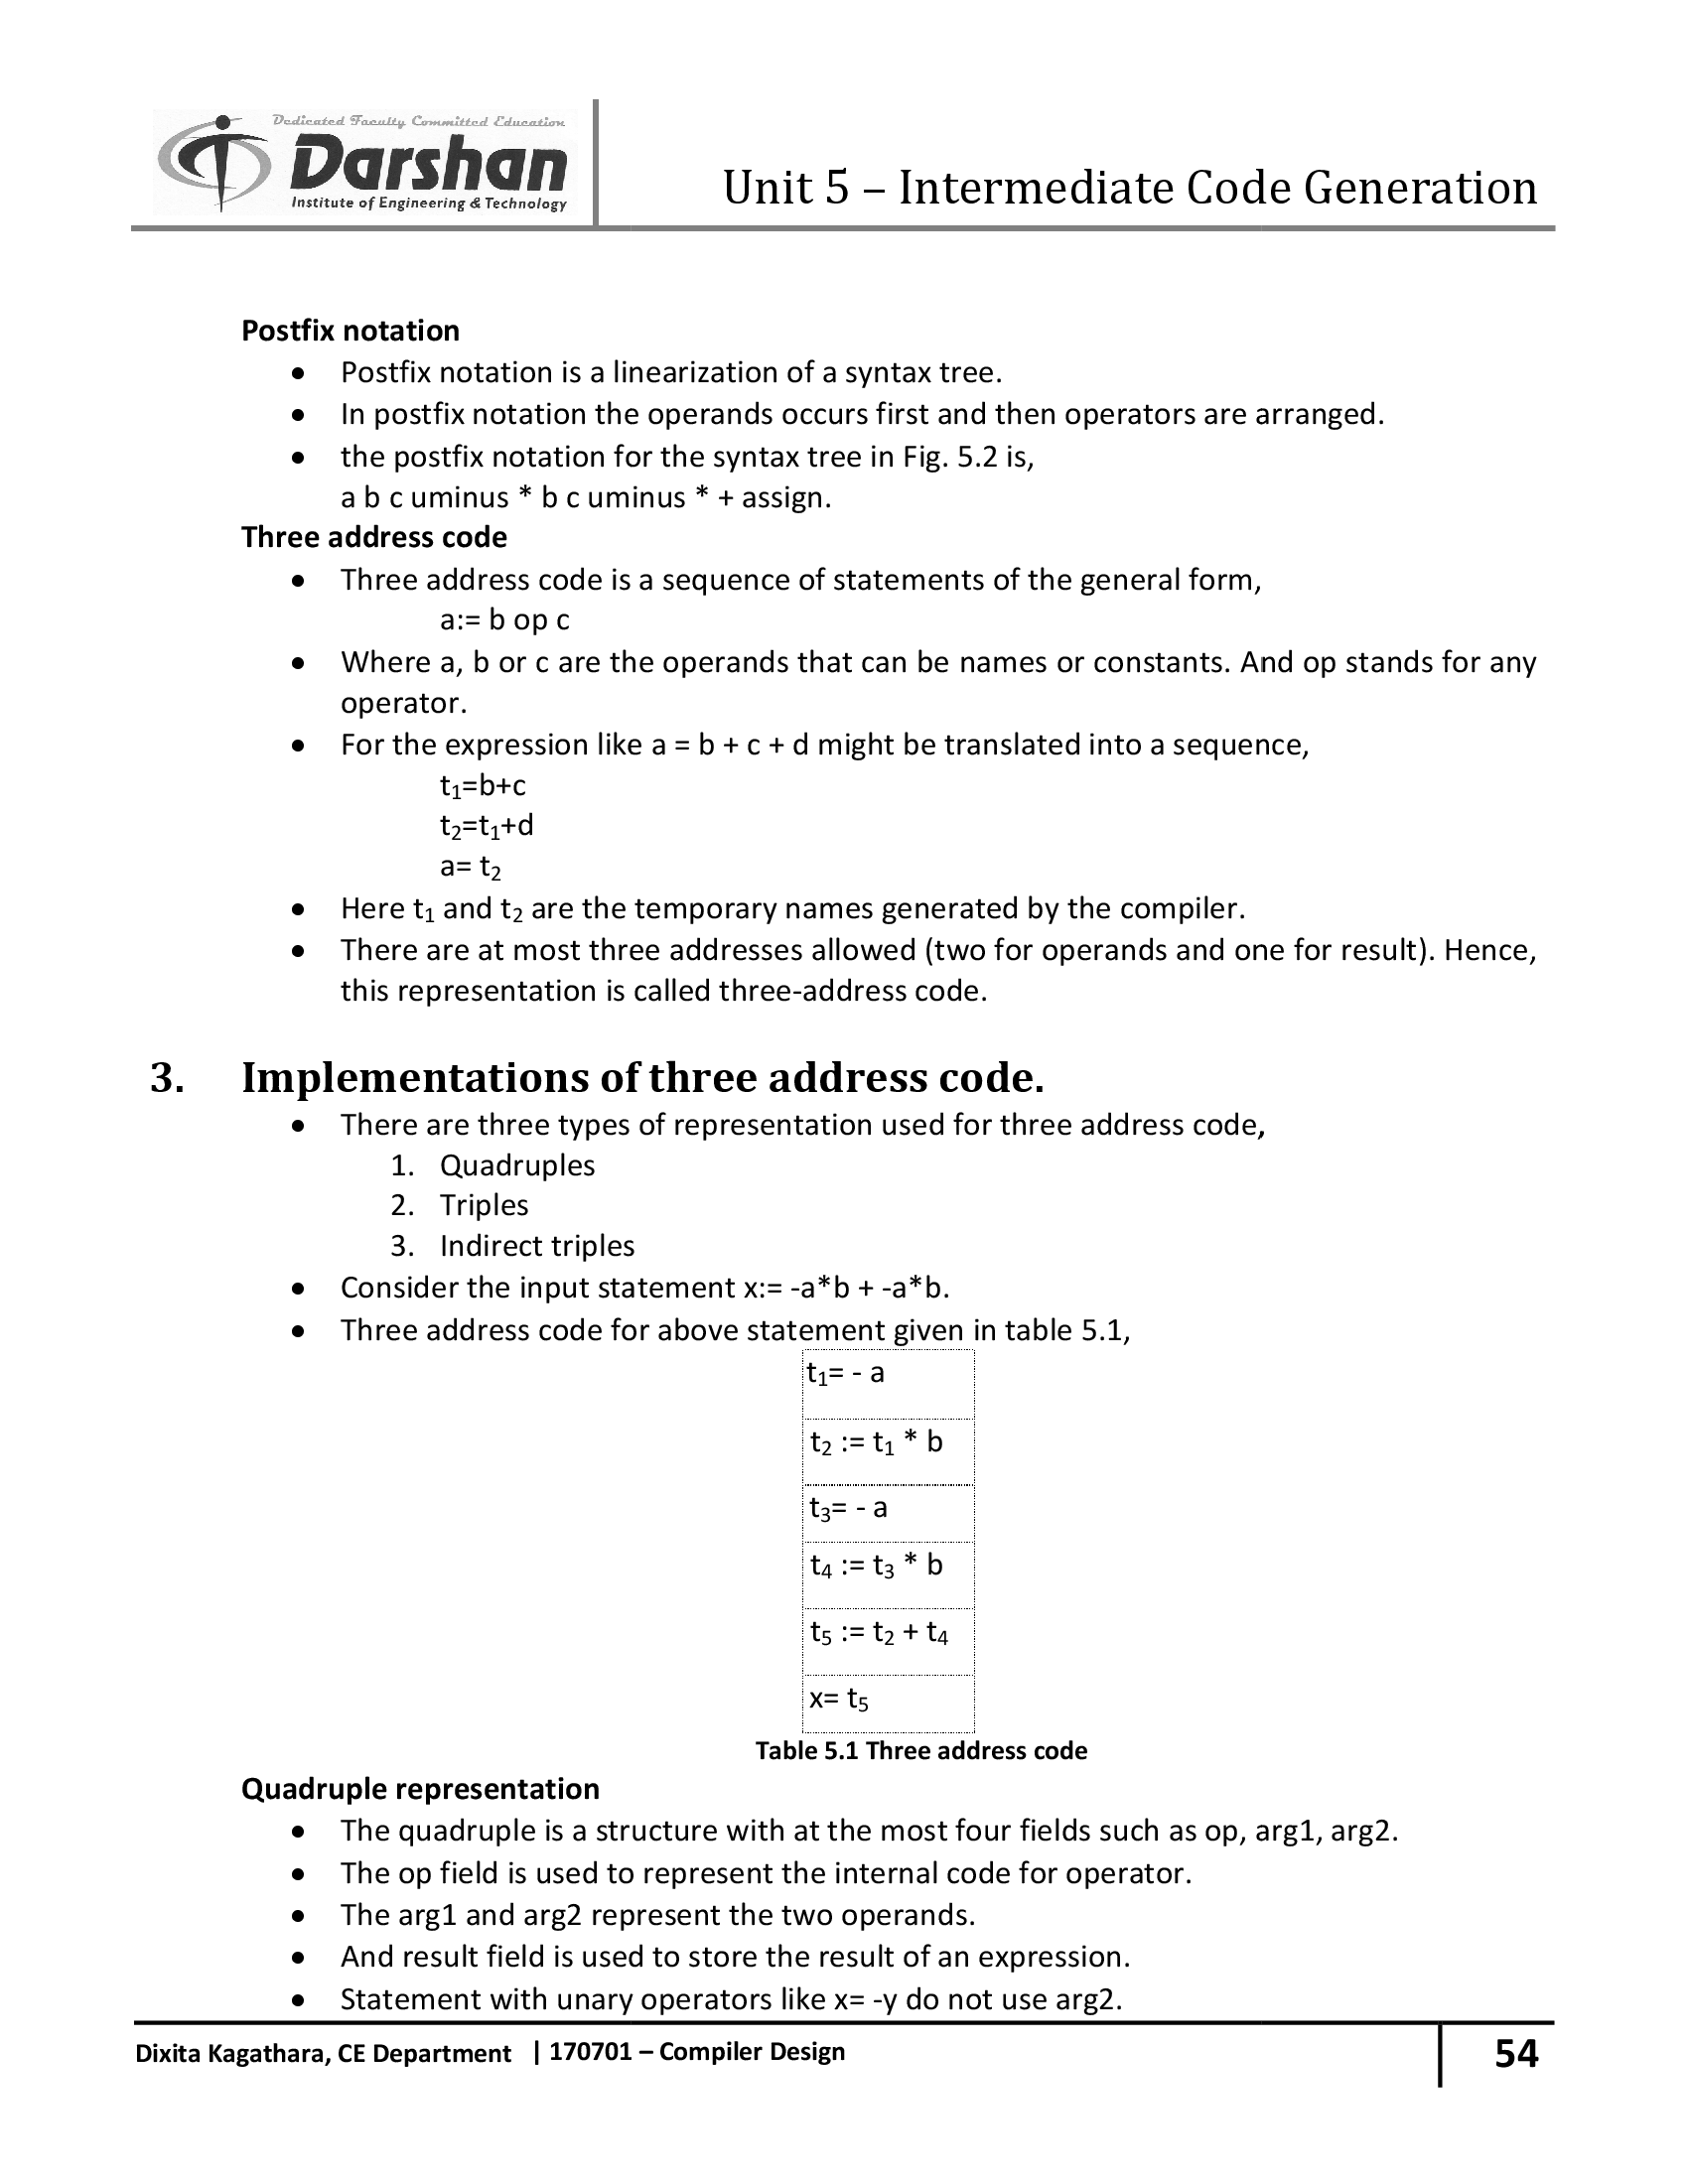 Dedicated Faculty Committed Education
Darshan
Institute of Engineering & Technology
Unit 5 – Intermediate Code Generation
Postfix notation
• Postfix notation is a linearization of a syntax tree.
• In postfix notation the operands occurs first and then operators are arranged.
• the postfix notation for the syntax tree in Fig. 5.2 is,
a b c uminus * b c uminus * + assign.
Three address code
• Three address code is a sequence of statements of the general form,
a:= b op c
• Where a, b or c are the operands that can be names or constants. And op stands for any
operator.
• For the expression like a = b + c + d might be translated into a sequence,
t₁=b+c
t₂=t₁+d
a= t₂
• Here t₁ and t₂ are the temporary names generated by the compiler.
• There are at most three addresses allowed (two for operands and one for result). Hence,
this representation is called three-address code.
3. Implementations of three address code.
• There are three types of representation used for three address code,
1. Quadruples
2. Triples
3. Indirect triples
• Consider the input statement x:= -a*b + -a*b.
• Three address code for above statement given in table 5.1,
t₁= - a
t₂ := t₁ * b
t₃= - a
t₄ := t₃ * b
t₅ := t₂ + t₄
x= t₅
Table 5.1 Three address code
Quadruple representation
• The quadruple is a structure with at the most four fields such as op, arg1, arg2.
• The op field is used to represent the internal code for operator.
• The arg1 and arg2 represent the two operands.
• And result field is used to store the result of an expression.
• Statement with unary operators like x= -y do not use arg2.
Dixita Kagathara, CE Department | 170701 – Compiler Design
54